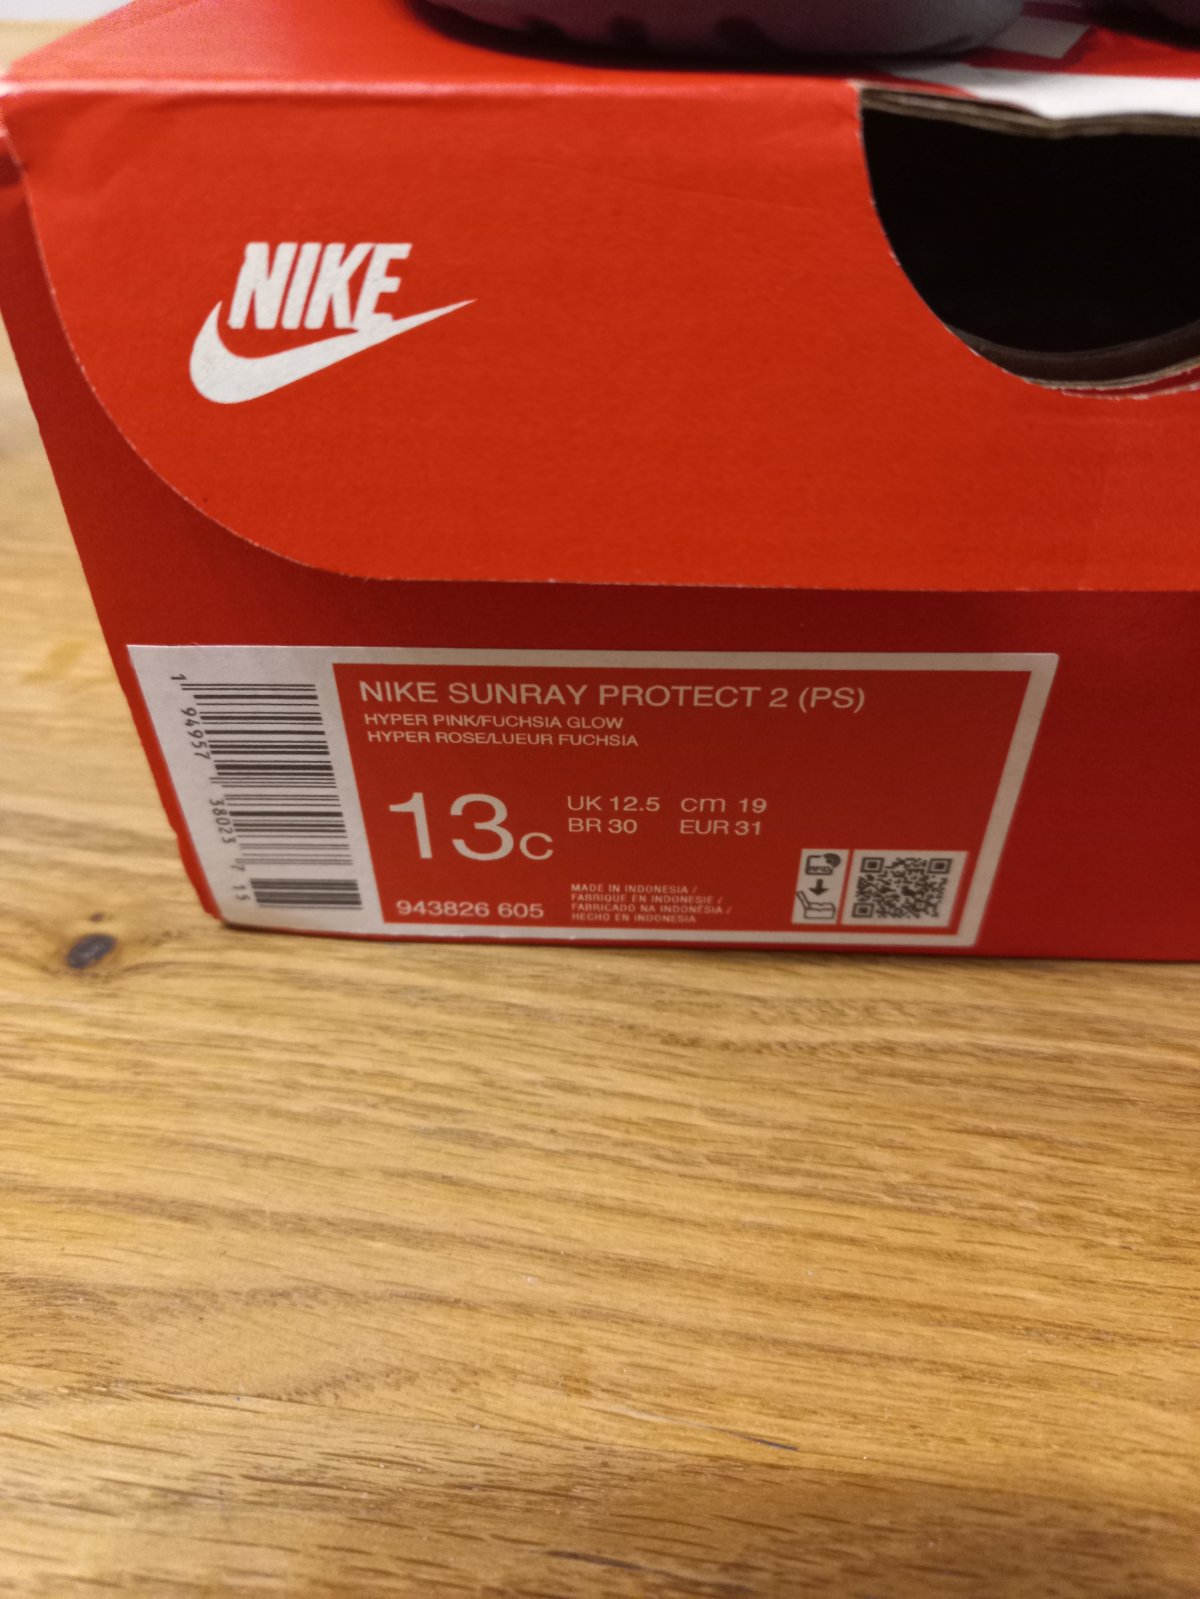 NIKE
NIKE SUNRAY PROTECT 2 (PS)
HYPER PINK/FUCHSIA GLOW
HYPER ROSE/LUEUR FUCHSIA
13C
UK 12.5 cm 19
BR 30 EUR 31
943826 605
MADE IN INDONESIA /
FABRIQUE EN INDONESIE /
FABRICADO NA INDONÉSIA /
HECHO EN INDONESIA
1 94957 38023 7 15